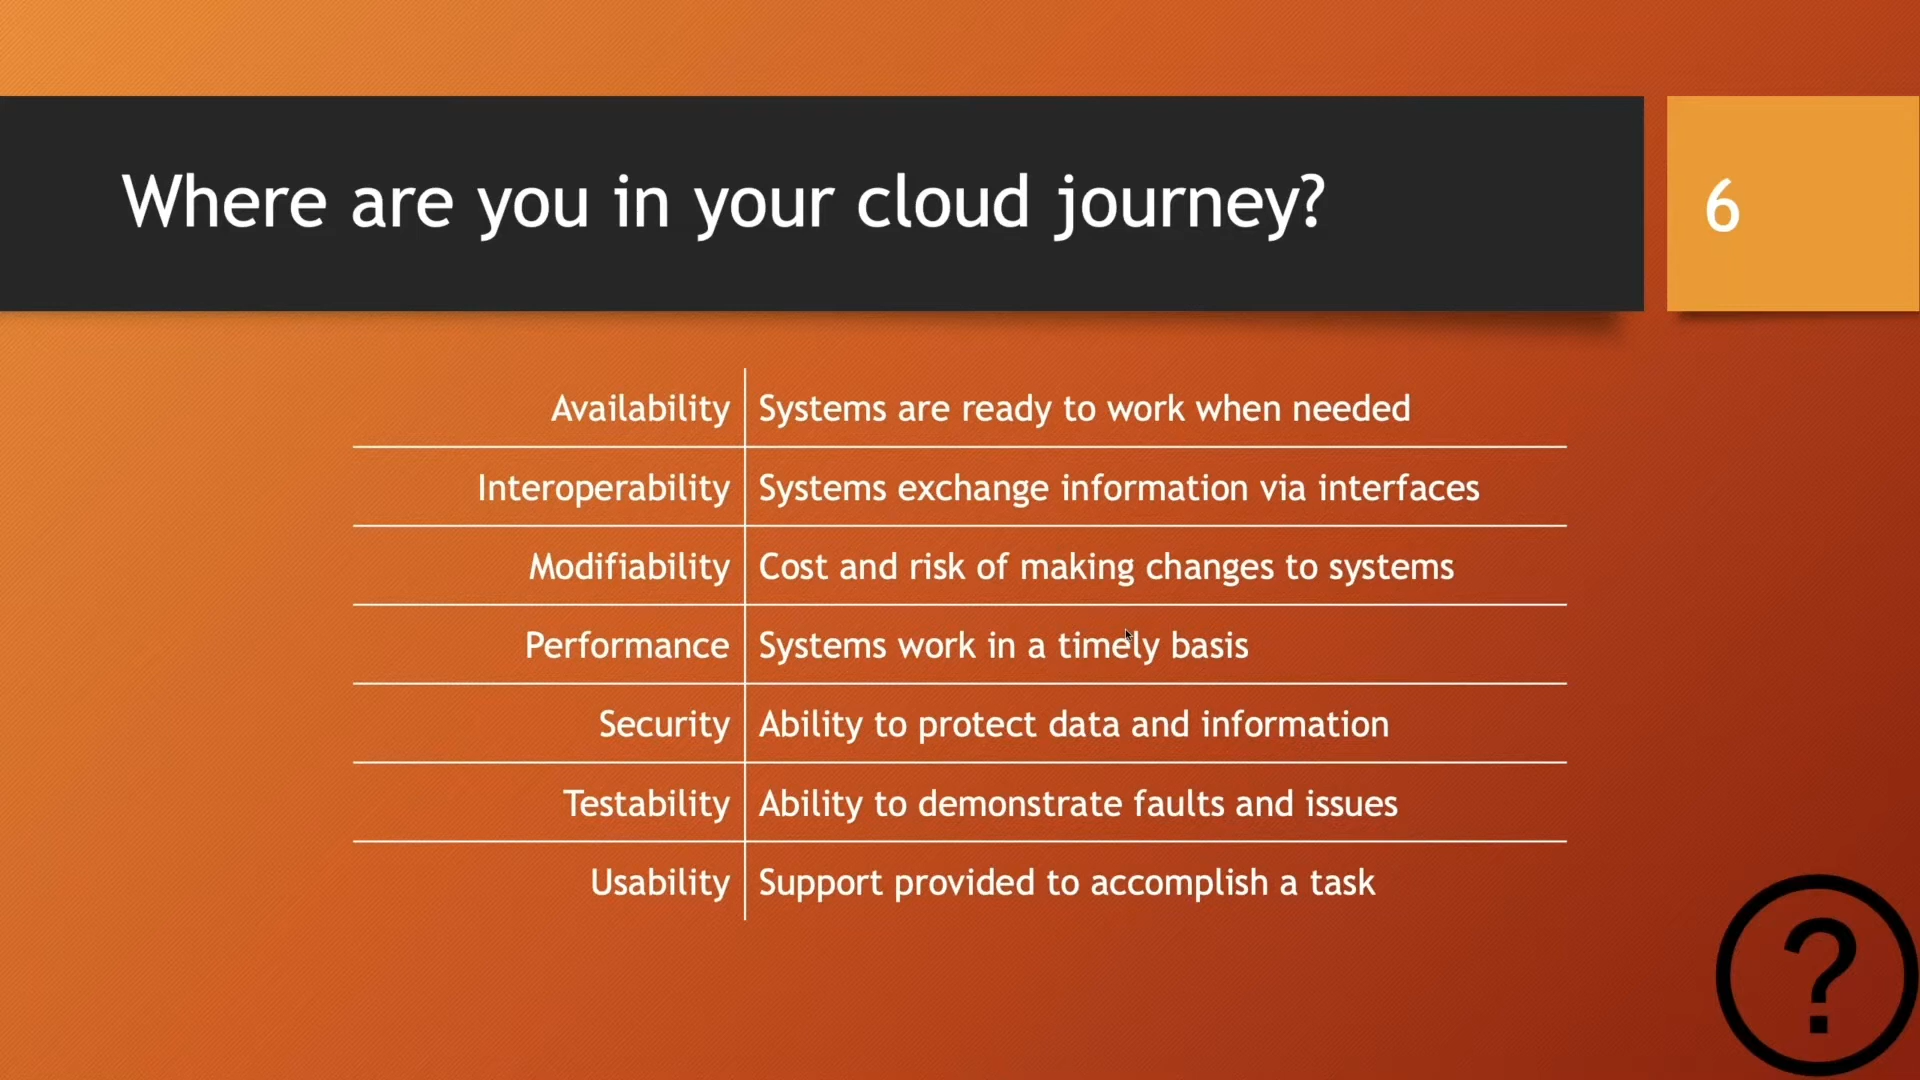 Where are you in your cloud journey?
6
Availability Systems are ready to work when needed
Interoperability Systems exchange information via interfaces
Modifiability Cost and risk of making changes to systems
Performance Systems work in a timely basis
Security Ability to protect data and information
Testability Ability to demonstrate faults and issues
Usability Support provided to accomplish a task
?